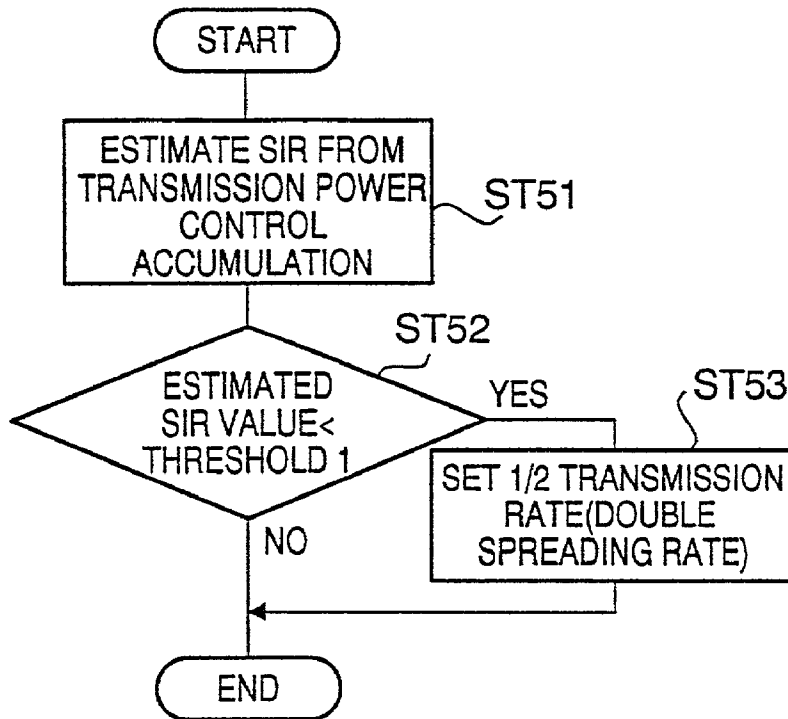 START
ESTIMATE SIR FROM
TRANSMISSION POWER
CONTROL
ACCUMULATION
ST51
ST52
ESTIMATED
SIR VALUE<
THRESHOLD 1
YES
ST53
SET 1/2 TRANSMISSION
RATE(DOUBLE
SPREADING RATE)
NO
END